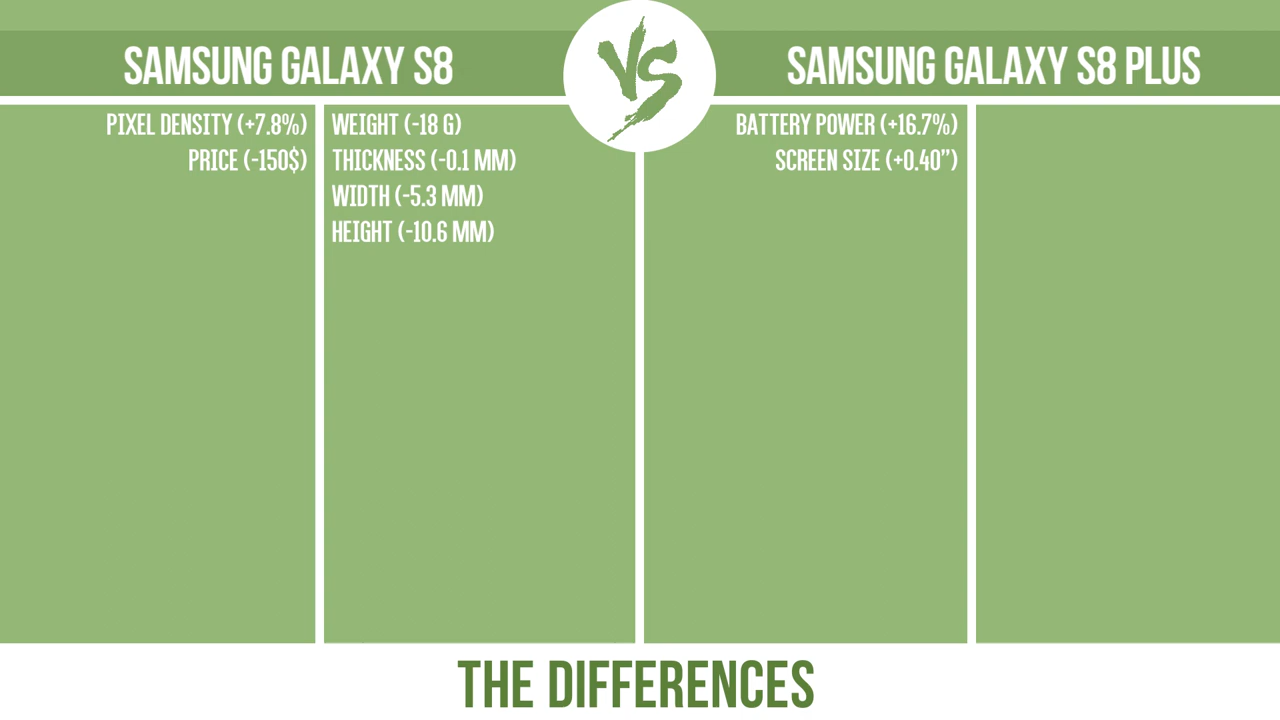 SAMSUNG GALAXY S8
VS
SAMSUNG GALAXY S8 PLUS
PIXEL DENSITY (+7.8%)
PRICE (-150$)
WEIGHT (-18 G)
THICKNESS (-0.1 MM)
WIDTH (-5.3 MM)
HEIGHT (-10.6 MM)
BATTERY POWER (+16.7%)
SCREEN SIZE (+0.40”)
THE DIFFERENCES